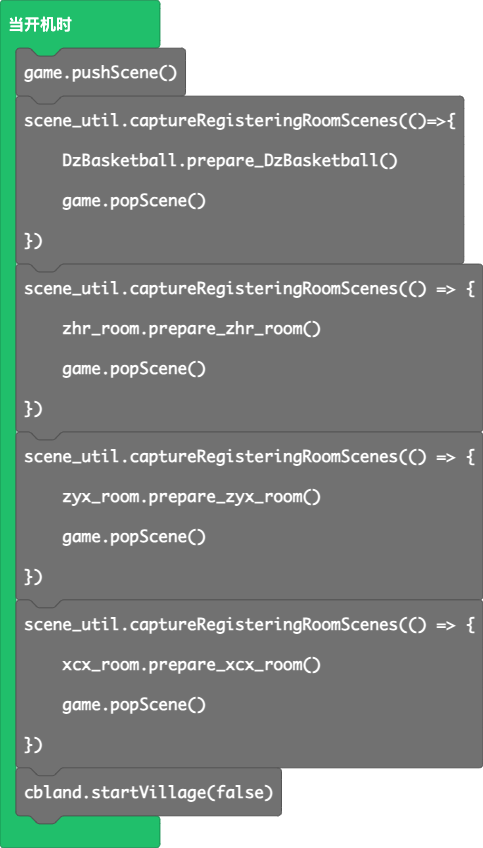 当开机时
game.pushScene()
scene_util.captureRegisteringRoomScenes(()=>{
DzBasketball.prepare_DzBasketball()
game.popScene()
})
scene_util.captureRegisteringRoomScenes(() => {
zhr_room.prepare_zhr_room()
game.popScene()
})
scene_util.captureRegisteringRoomScenes(() => {
zyx_room.prepare_zyx_room()
game.popScene()
})
scene_util.captureRegisteringRoomScenes(() => {
xcx_room.prepare_xcx_room()
game.popScene()
})
cbland.startVillage(false)